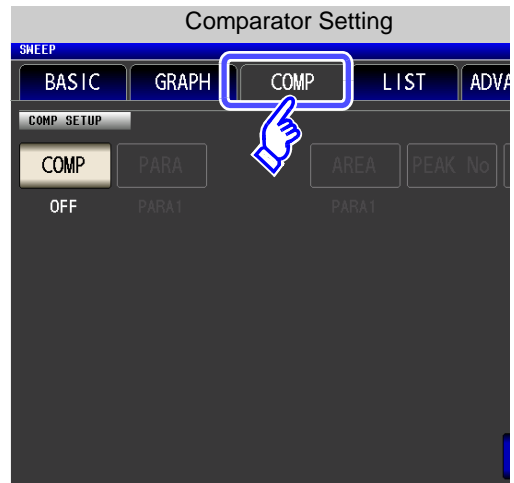 Comparator Setting
SWEEP
BASIC GRAPH COMP LIST ADVA
COMP SETUP
COMP PARA AREA PEAK No
OFF PARA1 PARA1